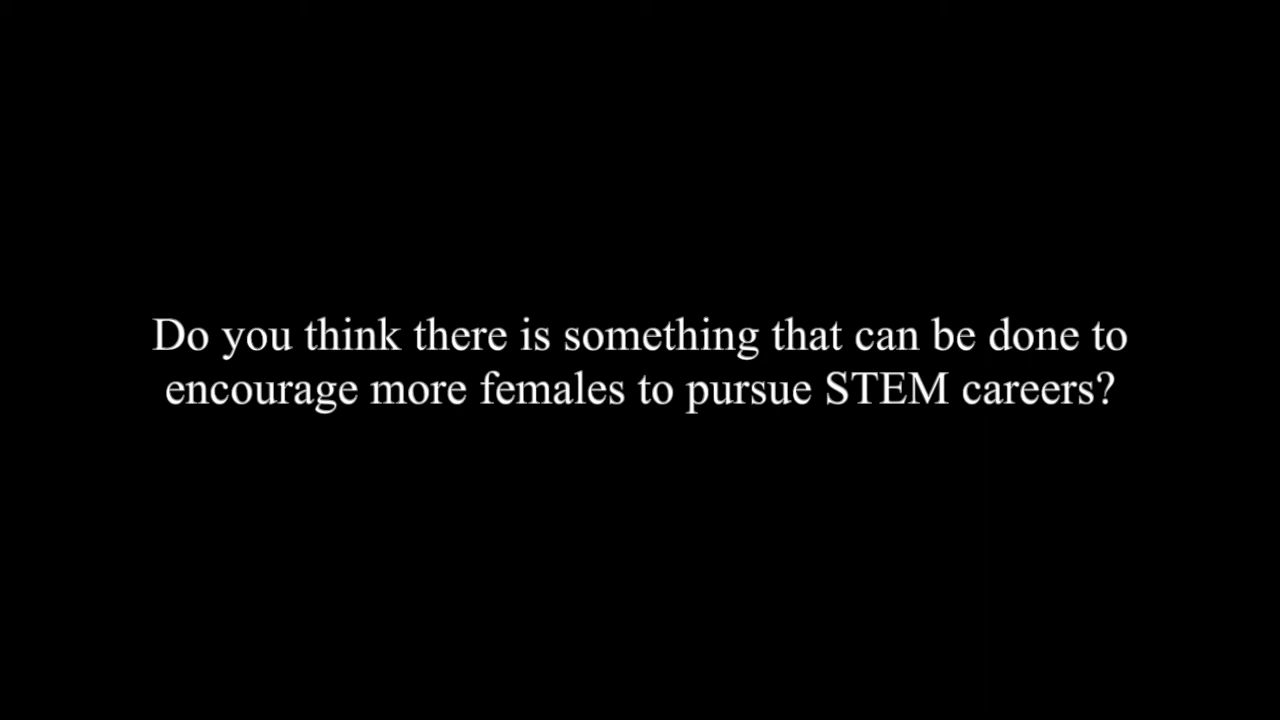 Do you think there is something that can be done to
encourage more females to pursue STEM careers?